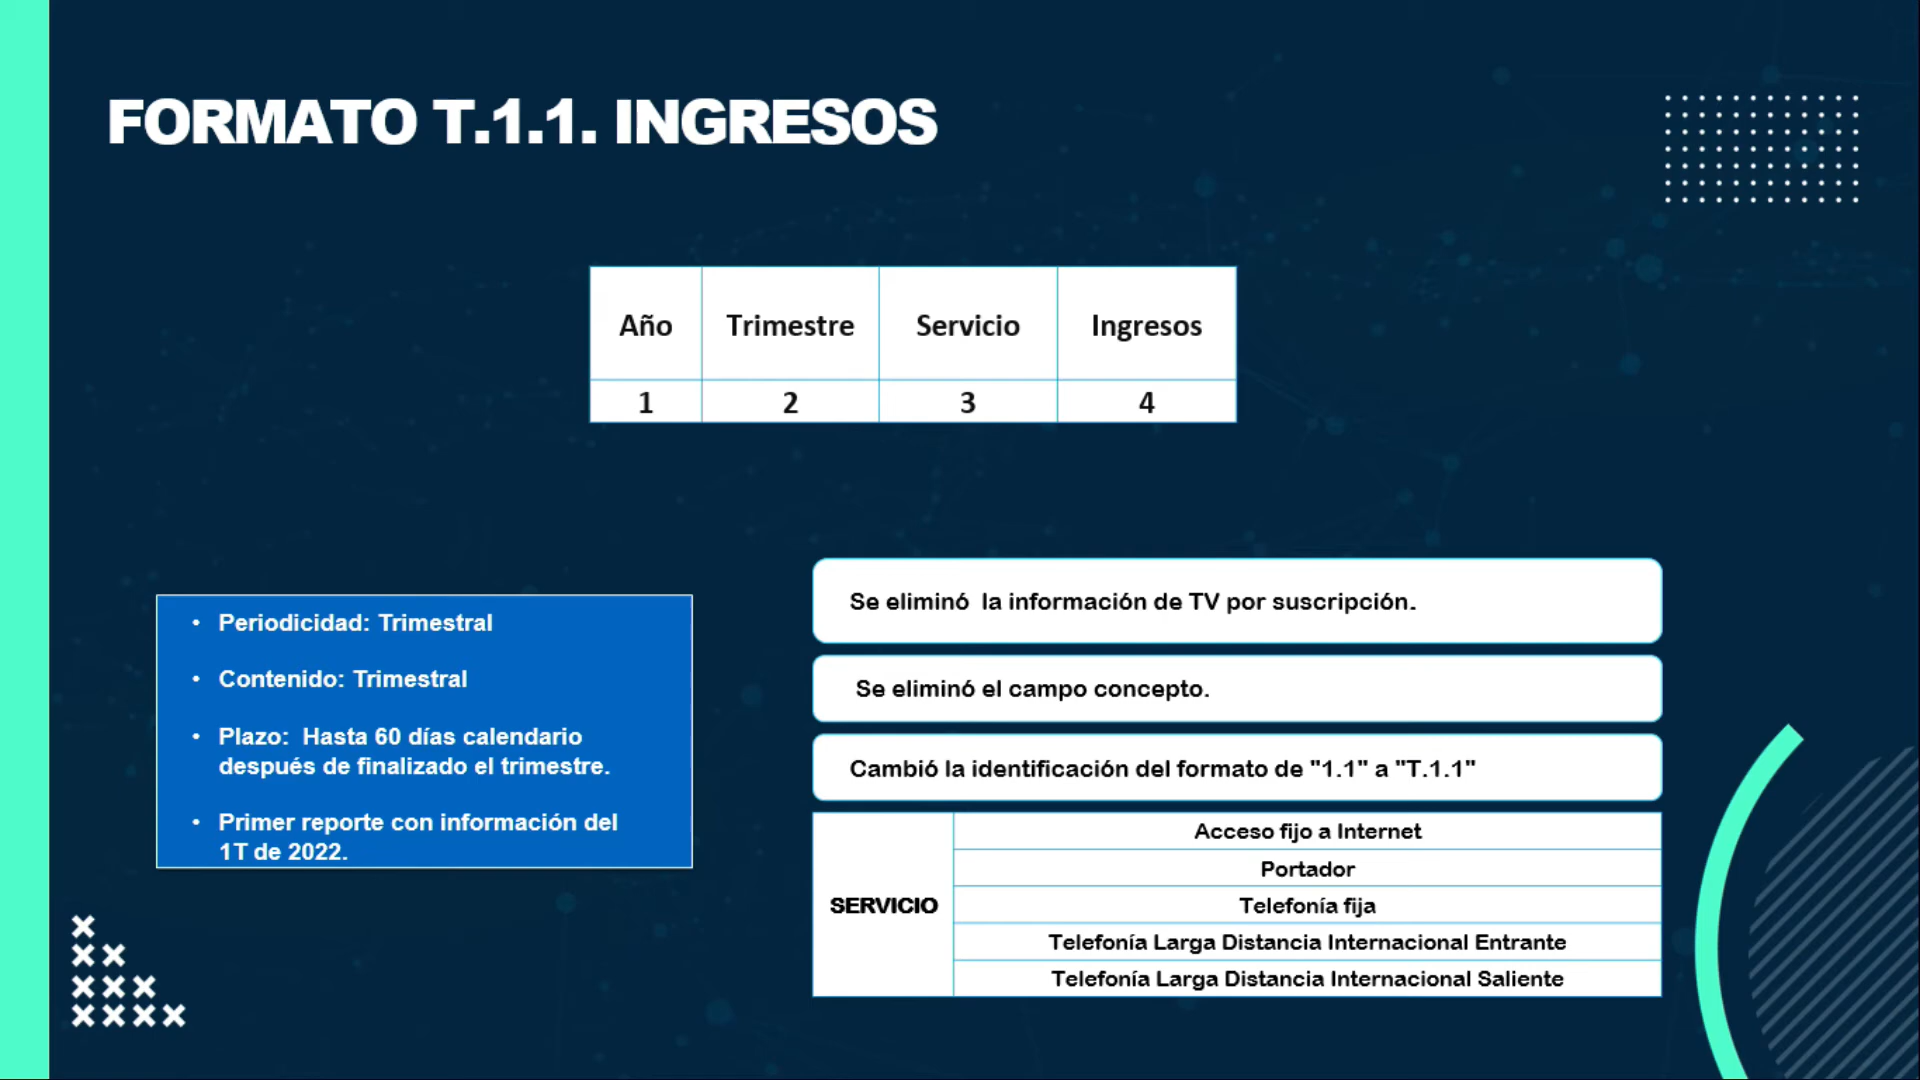 FORMATO T.1.1. INGRESOS
Año Trimestre Servicio Ingresos
1 2 3 4
• Periodicidad: Trimestral
• Contenido: Trimestral
• Plazo: Hasta 60 días calendario
después de finalizado el trimestre.
• Primer reporte con información del
1T de 2022.
Se eliminó la información de TV por suscripción.
Se eliminó el campo concepto.
Cambió la identificación del formato de "1.1" a "T.1.1"
SERVICIO
Acceso fijo a Internet
Portador
Telefonía fija
Telefonía Larga Distancia Internacional Entrante
Telefonía Larga Distancia Internacional Saliente